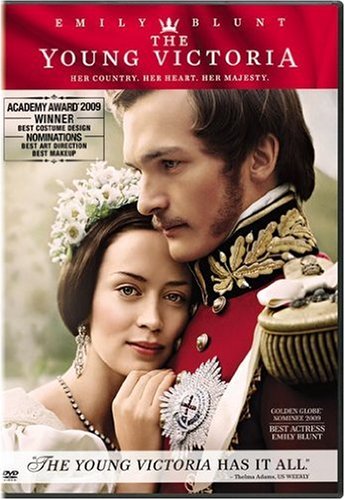 EMILY BLUNT
THE
YOUNG VICTORIA
HER COUNTRY. HER HEART. HER MAJESTY.
ACADEMY AWARD® 2009
WINNER
BEST COSTUME DESIGN
NOMINATIONS
BEST ART DIRECTION
BEST MAKEUP
GOLDEN GLOBE®
NOMINEE 2009
BEST ACTRESS
EMILY BLUNT
"THE YOUNG VICTORIA HAS IT ALL."
–Thelma Adams, US WEEKLY
DVD